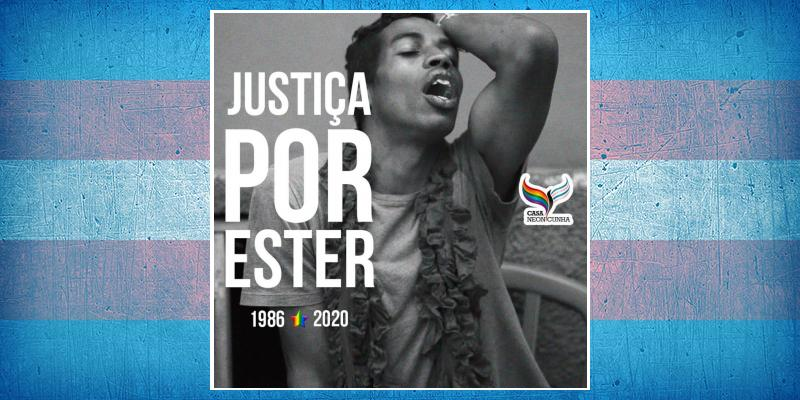 JUSTIÇA
POR
ESTER
1986 2020
CASA
NEON CUNHA